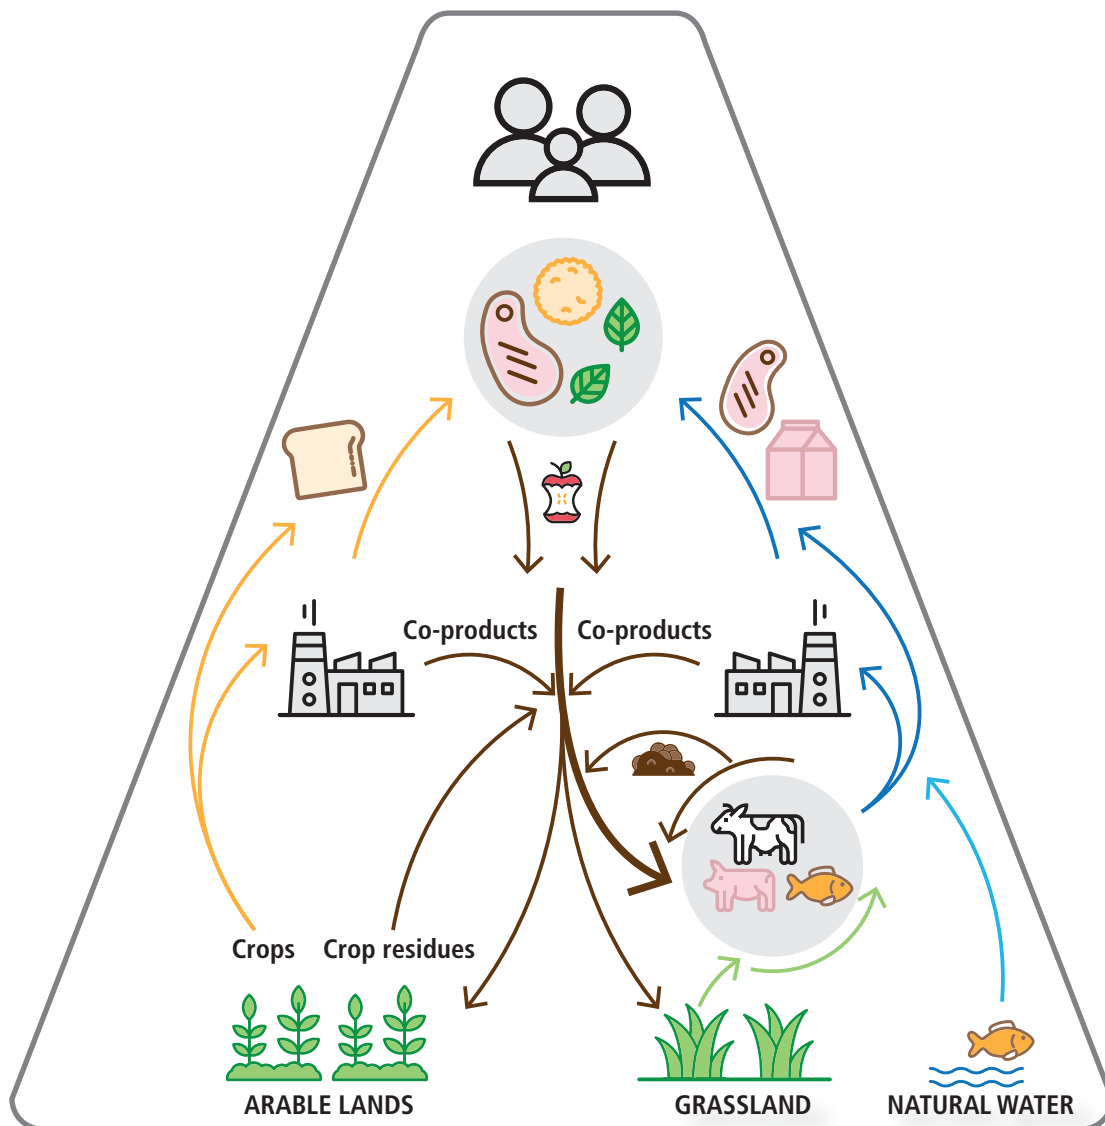 Co-products
Co-products
Crops
Crop residues
ARABLE LANDS
GRASSLAND
NATURAL WATER